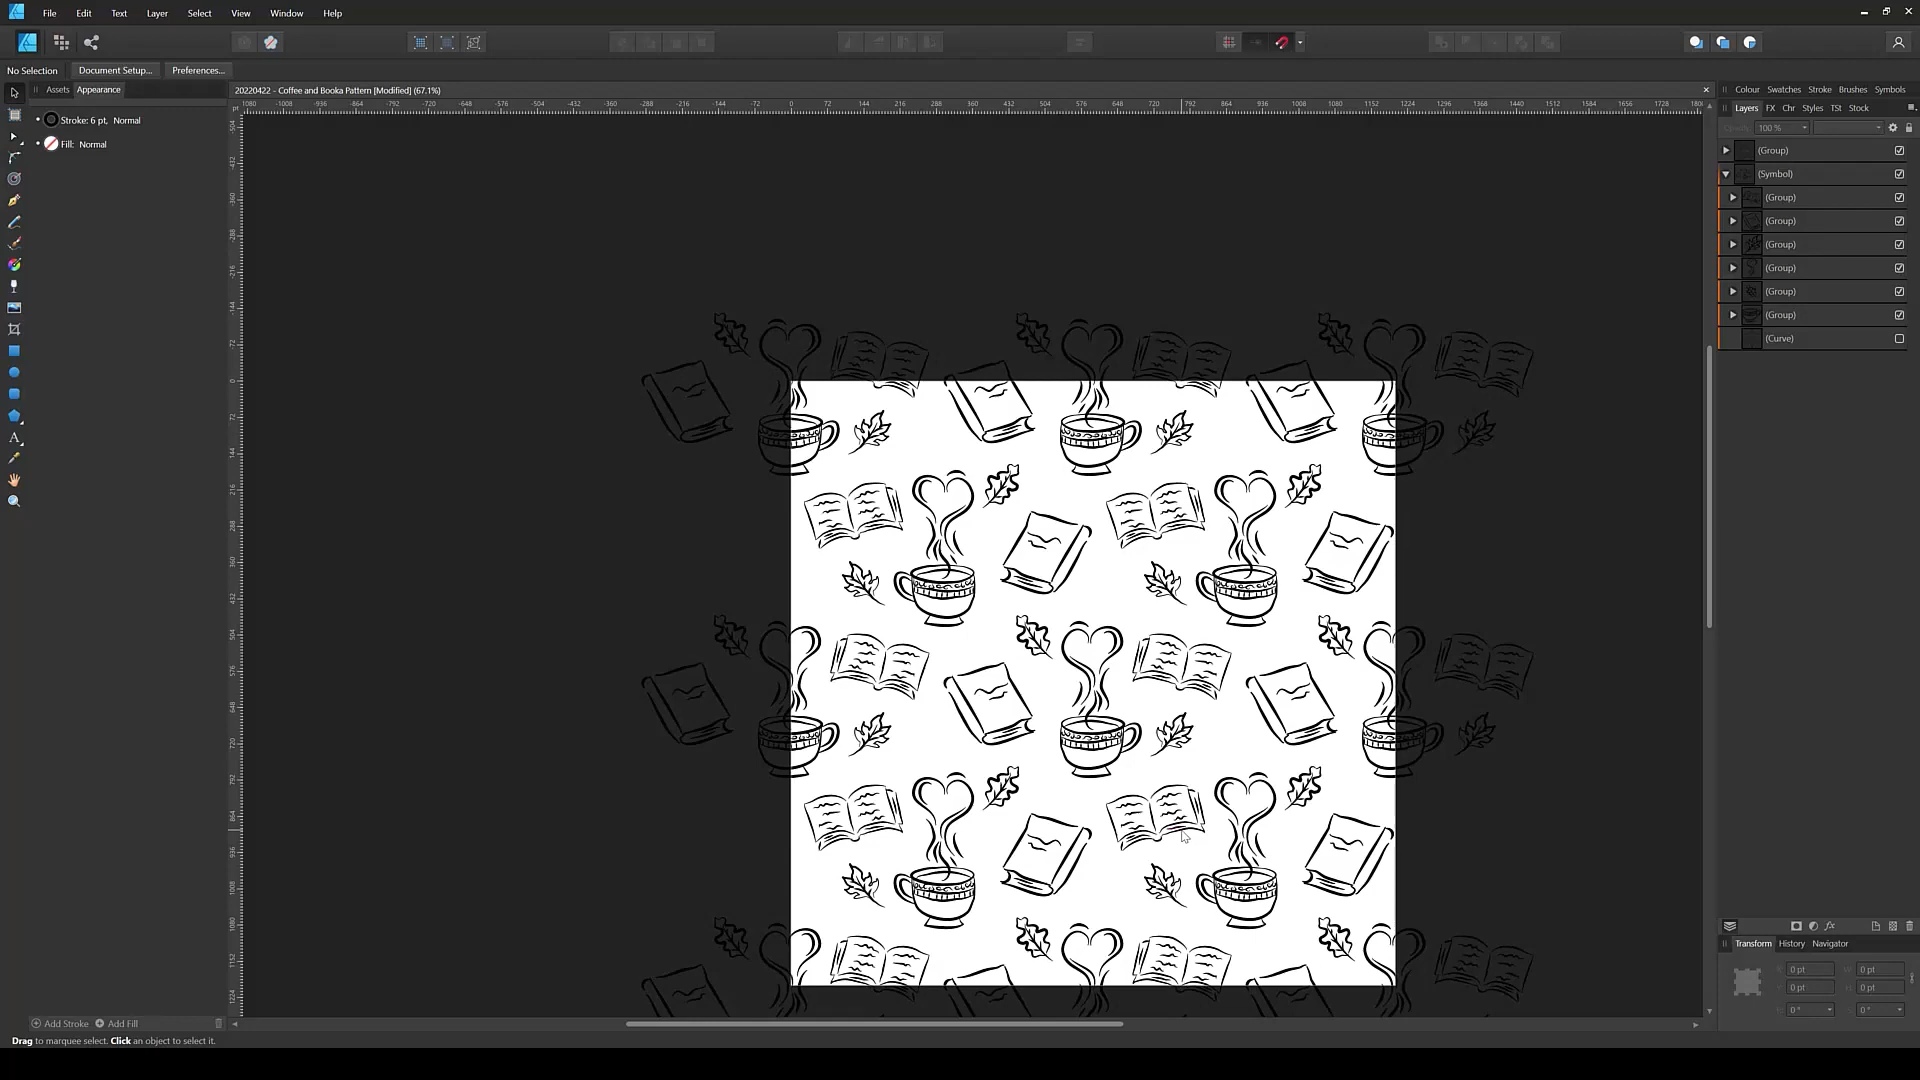 File Edit Text Layer Select View Window Help
No Selection Document Setup... Preferences...
Assets Appearance
20220422 - Coffee and Booka Pattern [Modified] (67.1%)
Colour Swatches Stroke Brushes Symbols
Layers FX Chr Styles TSt Stock
Opacity 100 %
Stroke: 6 pt, Normal
Fill: Normal
(Group)
(Symbol)
(Group)
(Group)
(Group)
(Group)
(Group)
(Group)
(Curve)
Transform History Navigator
X: 0 pt W: 0 pt
Y: 0 pt H: 0 pt
R: 0 ° S: 0 °
Add Stroke Add Fill
Drag to marquee select. Click an object to select it.